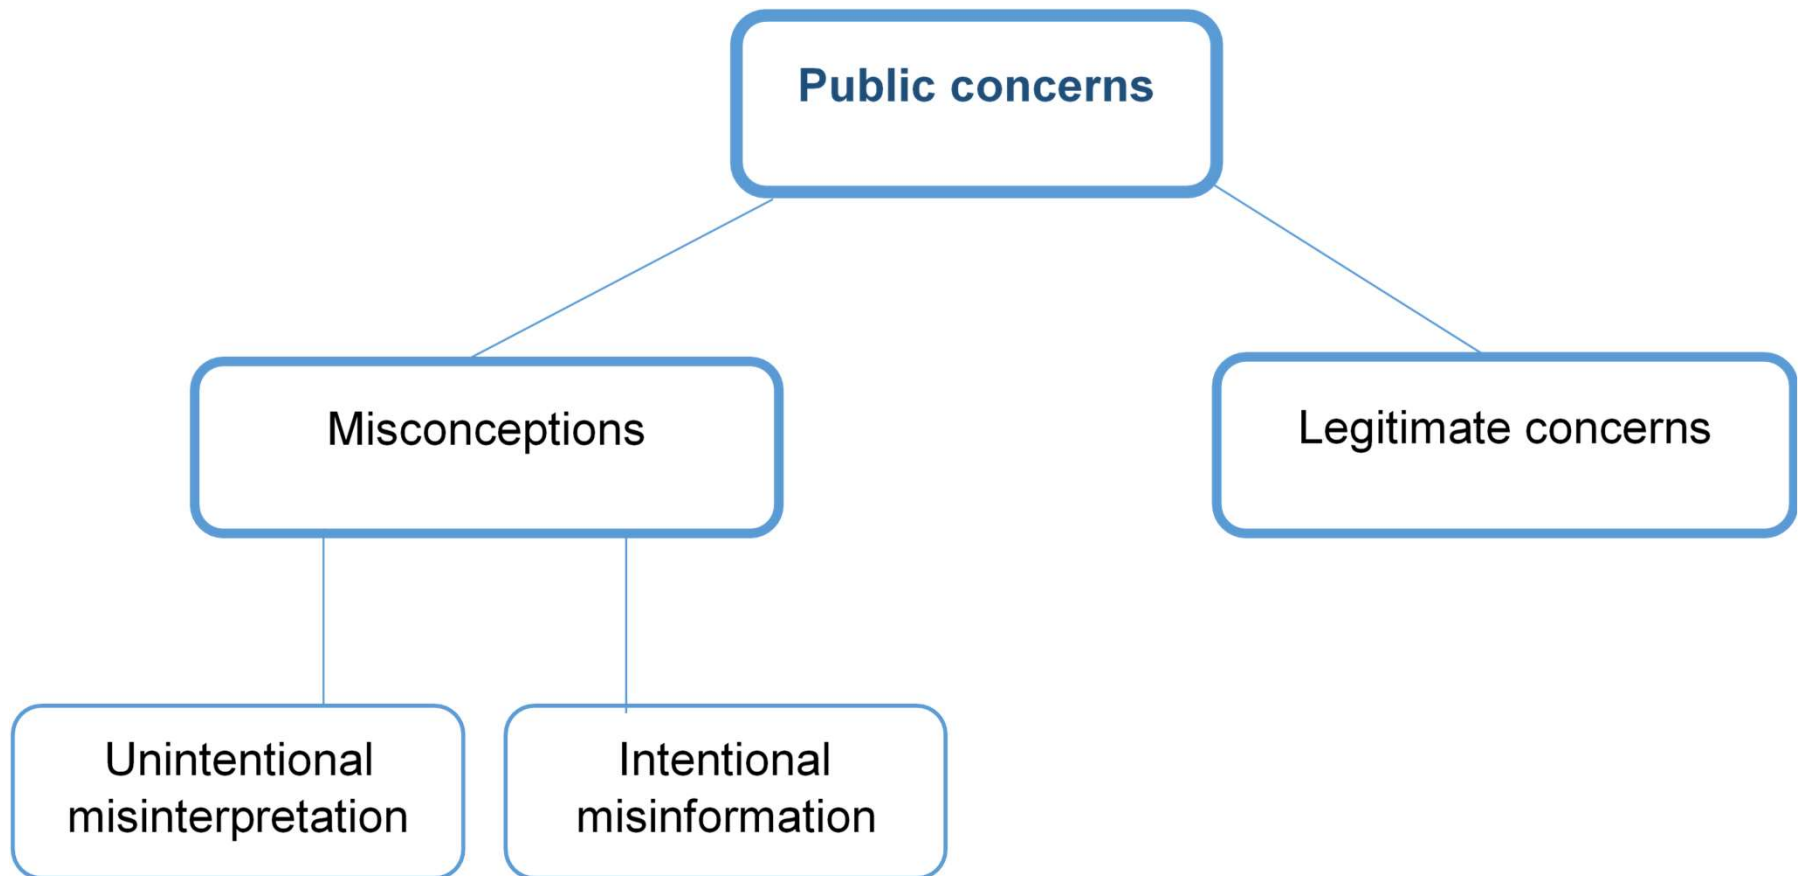 Public concerns
Misconceptions
Legitimate concerns
Unintentional
misinterpretation
Intentional
misinformation